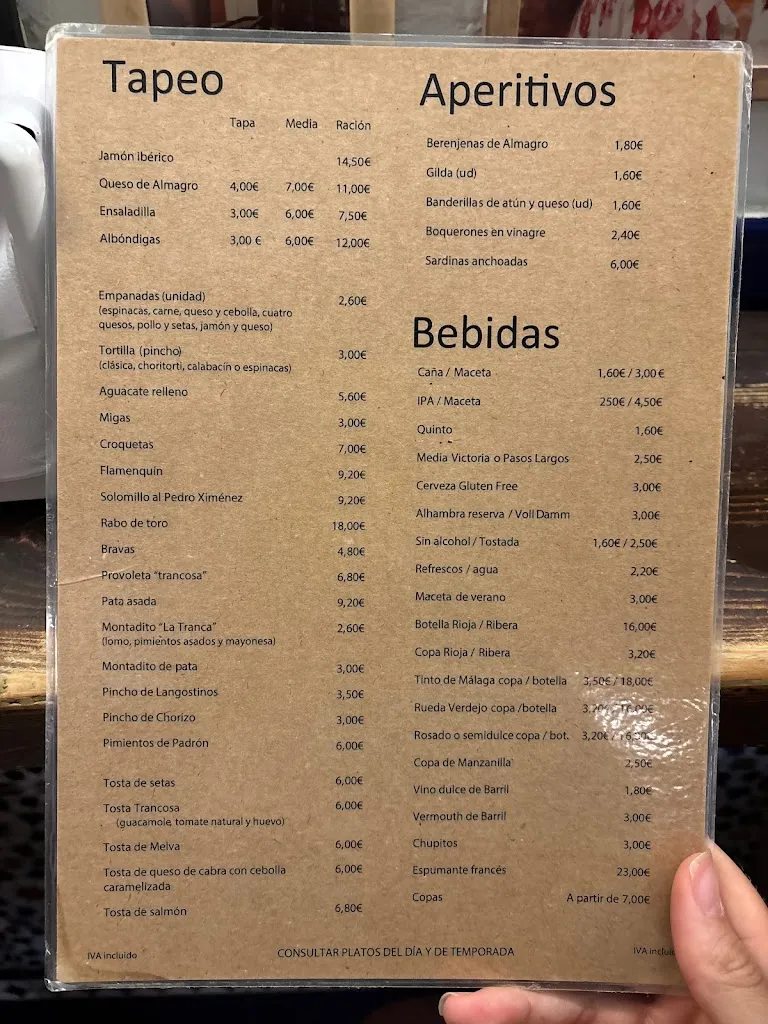 Tapeo
Tapa Media Ración
Jamón ibérico 14,50€
Queso de Almagro 4,00€ 7,00€ 11,00€
Ensaladilla 3,00€ 6,00€ 7,50€
Albóndigas 3,00 € 6,00€ 12,00€
Empanadas (unidad) 2,60€
(espinacas, carne, queso y cebolla, cuatro
quesos, pollo y setas, jamón y queso)
Tortilla (pincho) 3,00€
(clásica, choritorti, calabacín o espinacas)
Aguacate relleno 5,60€
Migas 3,00€
Croquetas 7,00€
Flamenquín 9,20€
Solomillo al Pedro Ximénez 9,20€
Rabo de toro 18,00€
Bravas 4,80€
Provoleta "trancosa" 6,80€
Pata asada 9,20€
Montadito "La Tranca" 2,60€
(lomo, pimientos asados y mayonesa)
Montadito de pata 3,00€
Pincho de Langostinos 3,50€
Pincho de Chorizo 3,00€
Pimientos de Padrón 6,00€
Tosta de setas 6,00€
Tosta Trancosa 6,00€
(guacamole, tomate natural y huevo)
Tosta de Melva 6,00€
Tosta de queso de cabra con cebolla 6,00€
caramelizada
Tosta de salmón 6,80€
IVA incluido
Aperitivos
Berenjenas de Almagro 1,80€
Gilda (ud) 1,60€
Banderillas de atún y queso (ud) 1,60€
Boquerones en vinagre 2,40€
Sardinas anchoadas 6,00€
Bebidas
Caña / Maceta 1,60€ / 3,00 €
IPA / Maceta 250€ / 4,50€
Quinto 1,60€
Media Victoria o Pasos Largos 2,50€
Cerveza Gluten Free 3,00€
Alhambra reserva / Voll Damm 3,00€
Sin alcohol / Tostada 1,60€ / 2,50€
Refrescos / agua 2,20€
Maceta de verano 3,00€
Botella Rioja / Ribera 16,00€
Copa Rioja / Ribera 3,20€
Tinto de Málaga copa / botella 3,50€ / 18,00€
Rueda Verdejo copa /botella 3,20€ / 16,00€
Rosado o semidulce copa / bot. 3,20€ / 16,00€
Copa de Manzanilla 2,50€
Vino dulce de Barril 1,80€
Vermouth de Barril 3,00€
Chupitos 3,00€
Espumante francés 23,00€
Copas A partir de 7,00€
CONSULTAR PLATOS DEL DÍA Y DE TEMPORADA
IVA